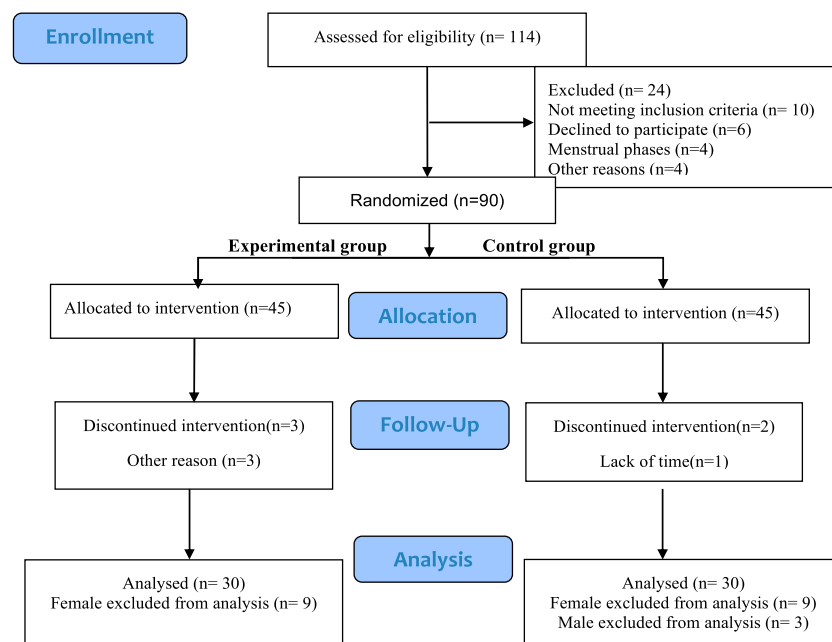 Enrollment
Assessed for eligibility (n= 114)
Excluded (n= 24)
Not meeting inclusion criteria (n= 10)
Declined to participate (n=6)
Menstrual phases (n=4)
Other reasons (n=4)
Randomized (n=90)
Experimental group
Control group
Allocated to intervention (n=45)
Allocation
Allocated to intervention (n=45)
Discontinued intervention(n=3)
Other reason (n=3)
Follow-Up
Discontinued intervention(n=2)
Lack of time(n=1)
Analysis
Analysed (n= 30)
Female excluded from analysis (n= 9)
Analysed (n= 30)
Female excluded from analysis (n= 9)
Male excluded from analysis (n= 3)